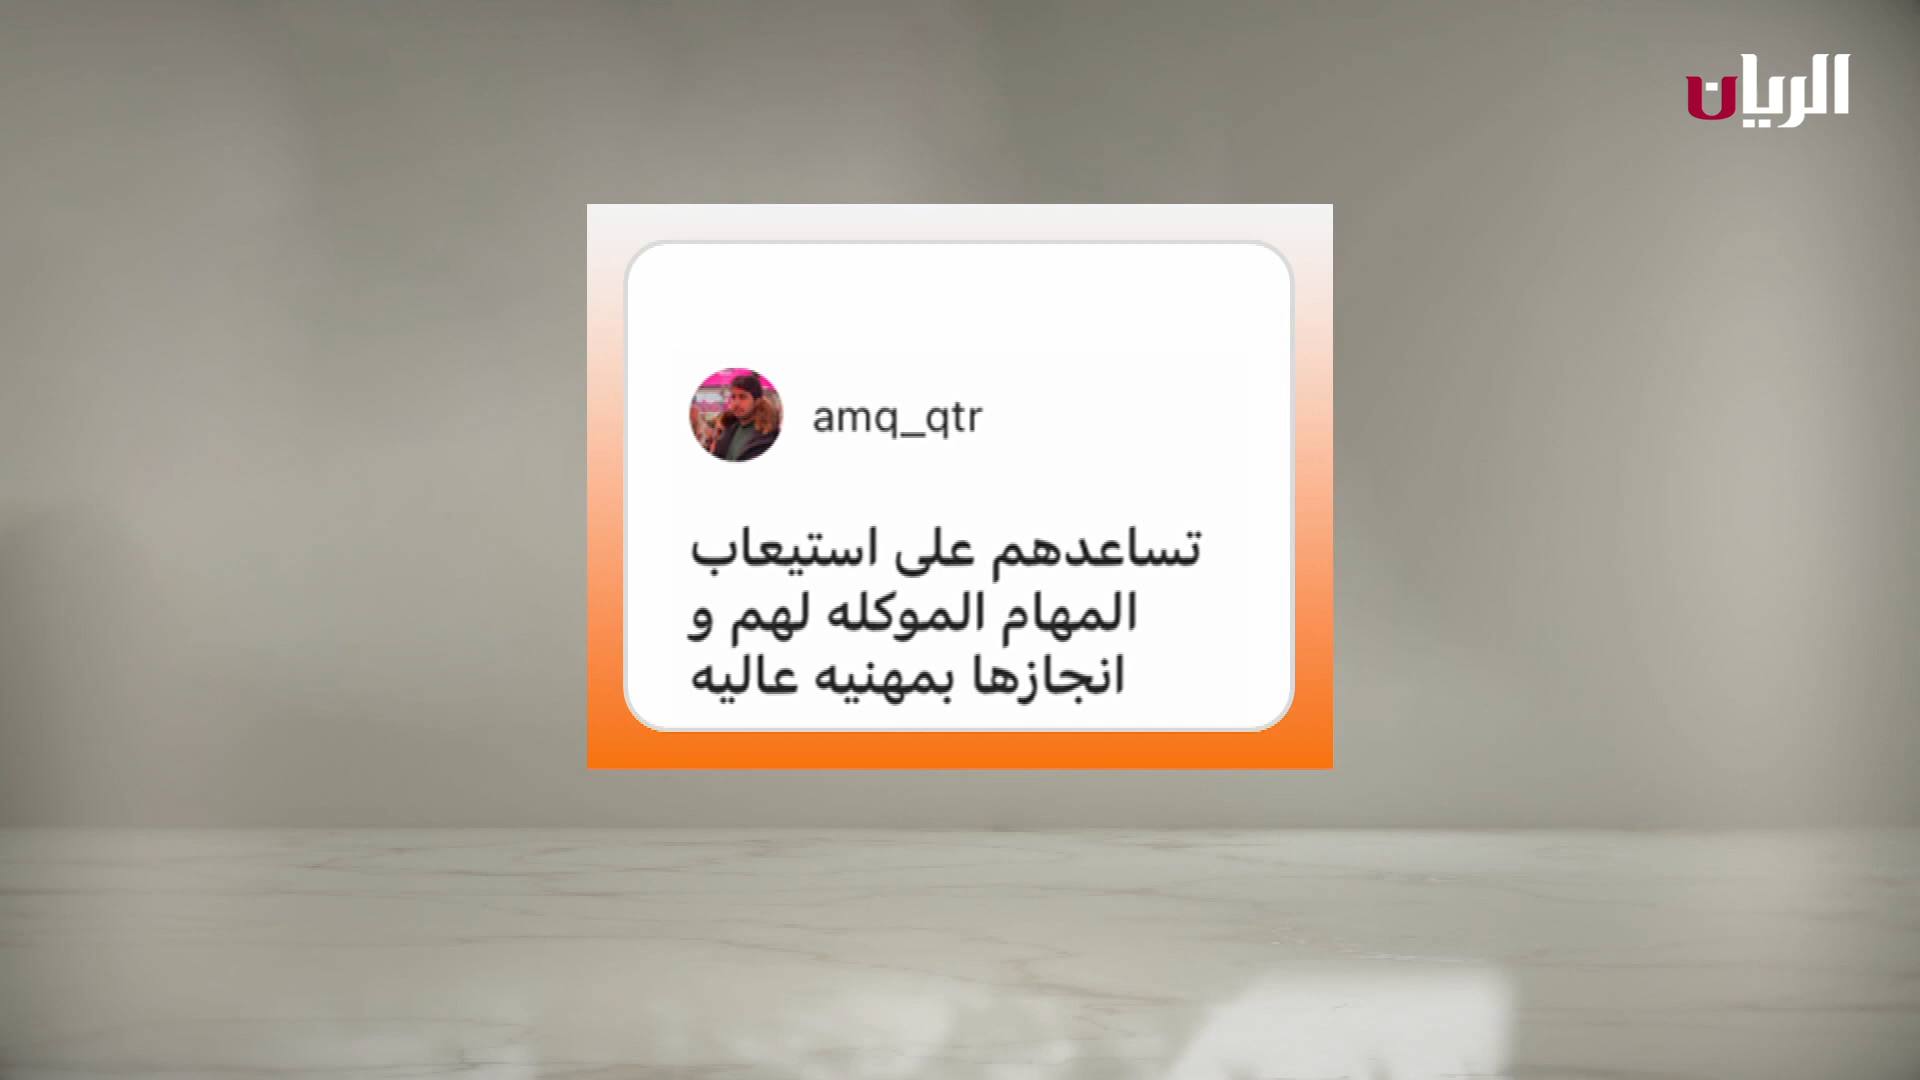 الريان
amq_qtr
تساعدهم على استيعاب
المهام الموكله لهم و
انجازها بمهنيه عاليه